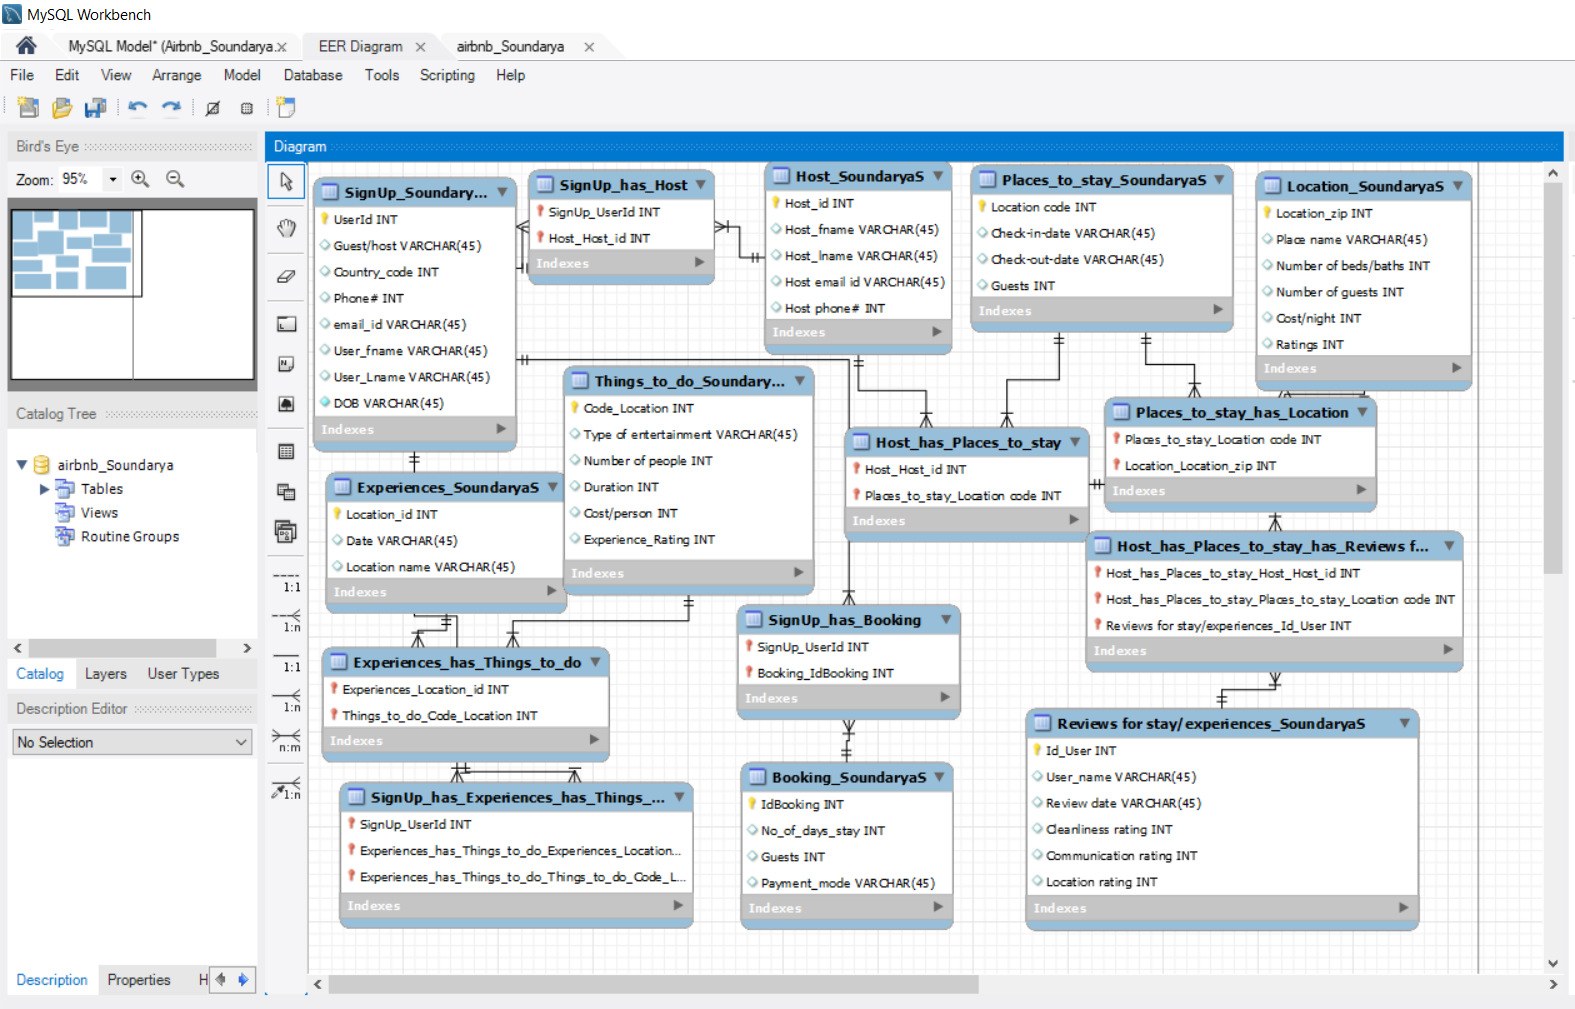 MySQL Workbench
MySQL Model* (Airbnb_Soundarya.
EER Diagram
airbnb_Soundarya
File Edit View Arrange Model Database Tools Scripting Help
Bird's Eye
Zoom: 95%
Catalog Tree
airbnb_Soundarya
Tables
Views
Routine Groups
Catalog Layers User Types
Description Editor
No Selection
Description Properties H
1:1
1:n
1:1
1:n
n:m
1:n
Diagram
SignUp_Soundary...
UserId INT
Guest/host VARCHAR(45)
Country_code INT
Phone# INT
email_id VARCHAR(45)
User_fname VARCHAR(45)
User_Lname VARCHAR(45)
DOB VARCHAR(45)
Indexes
SignUp_has_Host
SignUp_UserId INT
Host_Host_id INT
Indexes
Host_SoundaryaS
Host_id INT
Host_fname VARCHAR(45)
Host_lname VARCHAR(45)
Host email id VARCHAR(45)
Host phone# INT
Indexes
Places_to_stay_SoundaryaS
Location code INT
Check-in-date VARCHAR(45)
Check-out-date VARCHAR(45)
Guests INT
Indexes
Location_SoundaryaS
Location_zip INT
Place name VARCHAR(45)
Number of beds/baths INT
Number of guests INT
Cost/night INT
Ratings INT
Indexes
Things_to_do_Soundary...
Code_Location INT
Type of entertainment VARCHAR(45)
Number of people INT
Duration INT
Cost/person INT
Experience_Rating INT
Indexes
Host_has_Places_to_stay
Host_Host_id INT
Places_to_stay_Location code INT
Indexes
Places_to_stay_has_Location
Places_to_stay_Location code INT
Location_Location_zip INT
Indexes
Experiences_SoundaryaS
Location_id INT
Date VARCHAR(45)
Location name VARCHAR(45)
Indexes
Host_has_Places_to_stay_has_Reviews f...
Host_has_Places_to_stay_Host_Host_id INT
Host_has_Places_to_stay_Places_to_stay_Location code INT
Reviews for stay/experiences_Id_User INT
Indexes
SignUp_has_Booking
SignUp_UserId INT
Booking_IdBooking INT
Indexes
Experiences_has_Things_to_do
Experiences_Location_id INT
Things_to_do_Code_Location INT
Indexes
Reviews for stay/experiences_SoundaryaS
Id_User INT
User_name VARCHAR(45)
Review date VARCHAR(45)
Cleanliness rating INT
Communication rating INT
Location rating INT
Indexes
Booking_SoundaryaS
IdBooking INT
No_of_days_stay INT
Guests INT
Payment_mode VARCHAR(45)
Indexes
SignUp_has_Experiences_has_Things_...
SignUp_UserId INT
Experiences_has_Things_to_do_Experiences_Location...
Experiences_has_Things_to_do_Things_to_do_Code_L...
Indexes